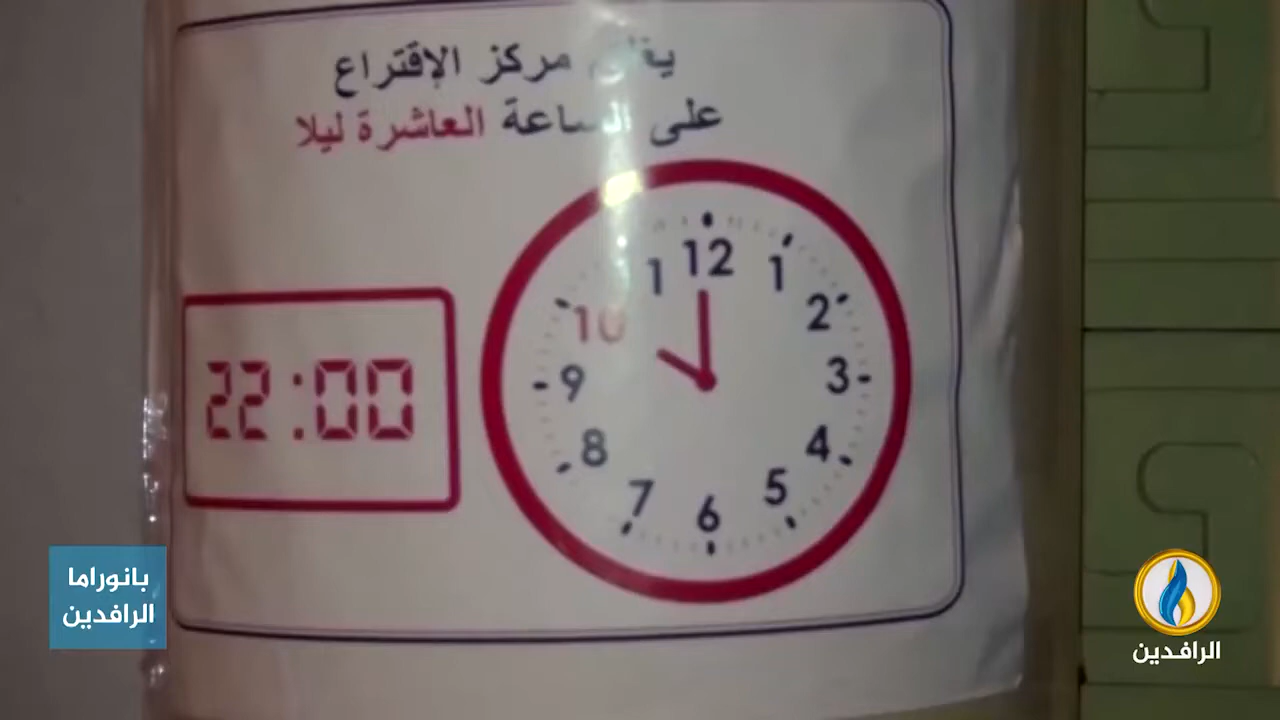 مركز الإقتراع
على الساعة العاشرة ليلا
22:00
12
1
2
3
4
5
6
7
8
9
10
1
بانوراما
الرافدين
الرافدين